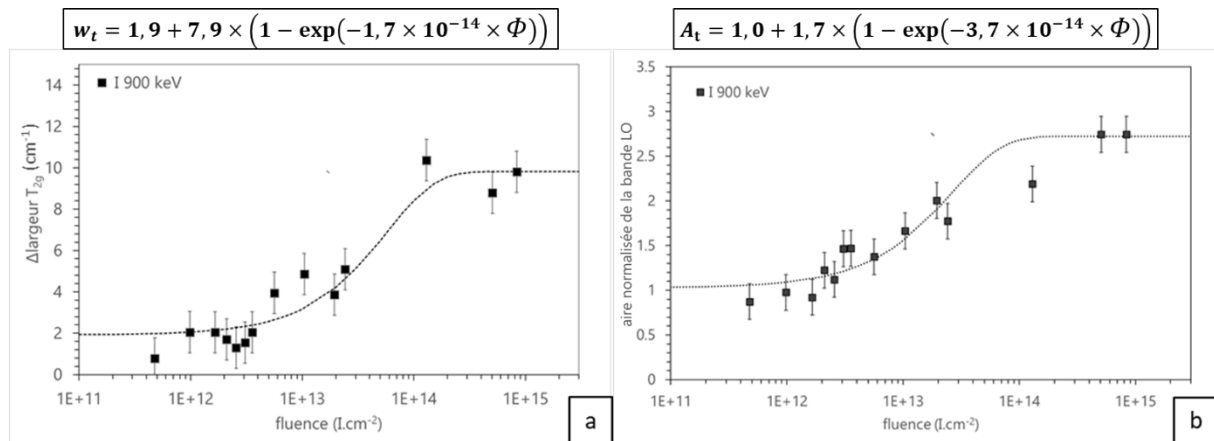 w_t = 1,9 + 7,9 × (1 − exp(−1,7 × 10^−14 × Φ))
15
14
12
10
8
6
4
2
0
■ I 900 keV
Δlargeur T_2g (cm^-1)
1E+11 1E+12 1E+13 1E+14 1E+15
fluence (I.cm^-2)
a
A_t = 1,0 + 1,7 × (1 − exp(−3,7 × 10^−14 × Φ))
3.5
3
2.5
2
1.5
1
0.5
0
■ I 900 keV
aire normalisée de la bande LO
1E+11 1E+12 1E+13 1E+14 1E+15
fluence (I.cm^-2)
b